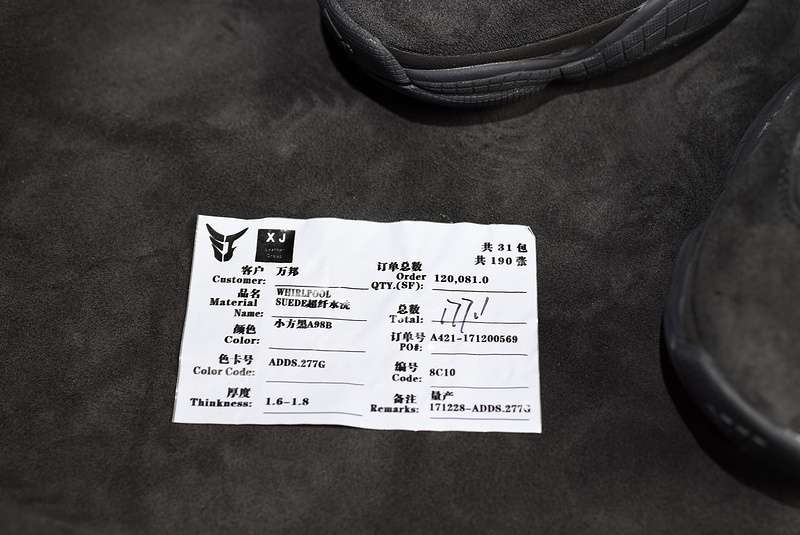 XJ
Leather
Group
共 31 包
共 190 张
客户 万邦
Customer:
订单总数
Order 120,081.0
QTY.(SF):
品名 WHIRLPOOL
Material SUEDE超纤水浣
Name:
总数
Total:
颜色 小方黑A98B
Color:
订单号 A421-171200569
PO#:
色卡号 ADDS.277G
Color Code:
编号 8C10
Code:
厚度
Thinkness: 1.6-1.8
备注 量产
Remarks: 171228-ADDS.277G